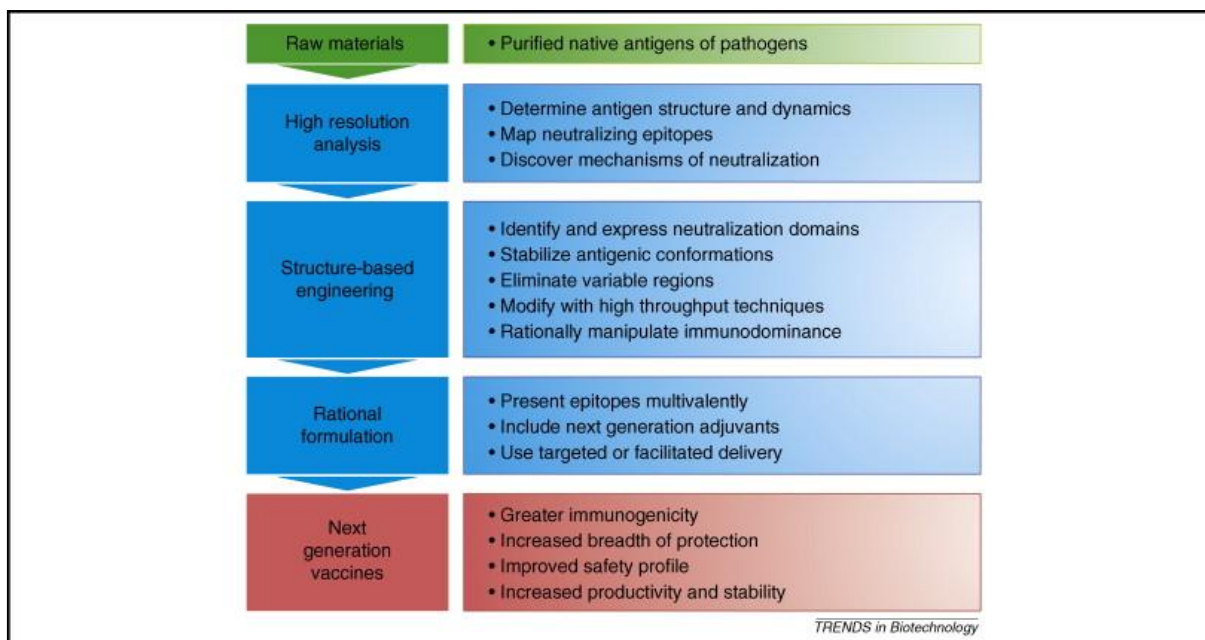 Raw materials
• Purified native antigens of pathogens
High resolution
analysis
• Determine antigen structure and dynamics
• Map neutralizing epitopes
• Discover mechanisms of neutralization
Structure-based
engineering
• Identify and express neutralization domains
• Stabilize antigenic conformations
• Eliminate variable regions
• Modify with high throughput techniques
• Rationally manipulate immunodominance
Rational
formulation
• Present epitopes multivalently
• Include next generation adjuvants
• Use targeted or facilitated delivery
Next
generation
vaccines
• Greater immunogenicity
• Increased breadth of protection
• Improved safety profile
• Increased productivity and stability
TRENDS in Biotechnology